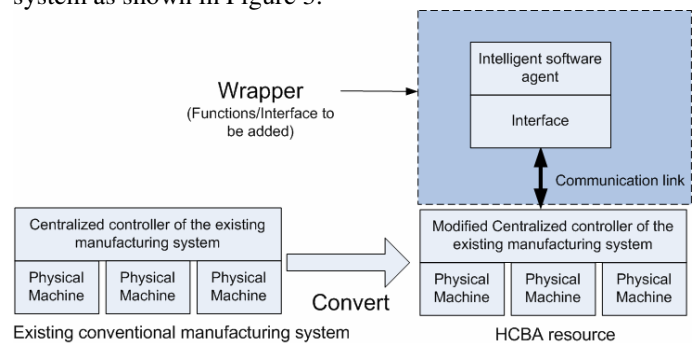 system as shown in Figure 3.
Intelligent software
agent
Interface
Wrapper
(Functions/Interface to
be added)
Communication link
Centralized controller of the existing
manufacturing system
Physical
Machine
Physical
Machine
Physical
Machine
Convert
Modified Centralized controller of the
existing manufacturing system
Physical
Machine
Physical
Machine
Physical
Machine
Existing conventional manufacturing system
HCBA resource